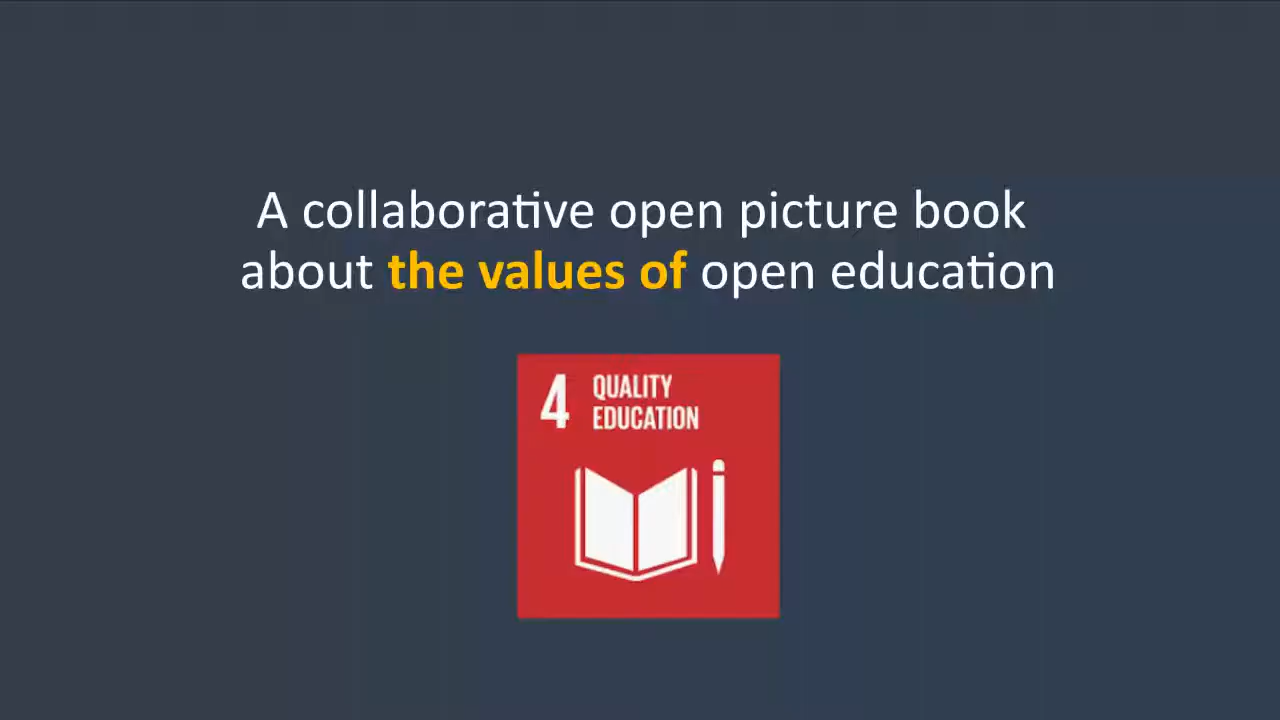 A collaborative open picture book
about the values of open education
4 QUALITY
EDUCATION